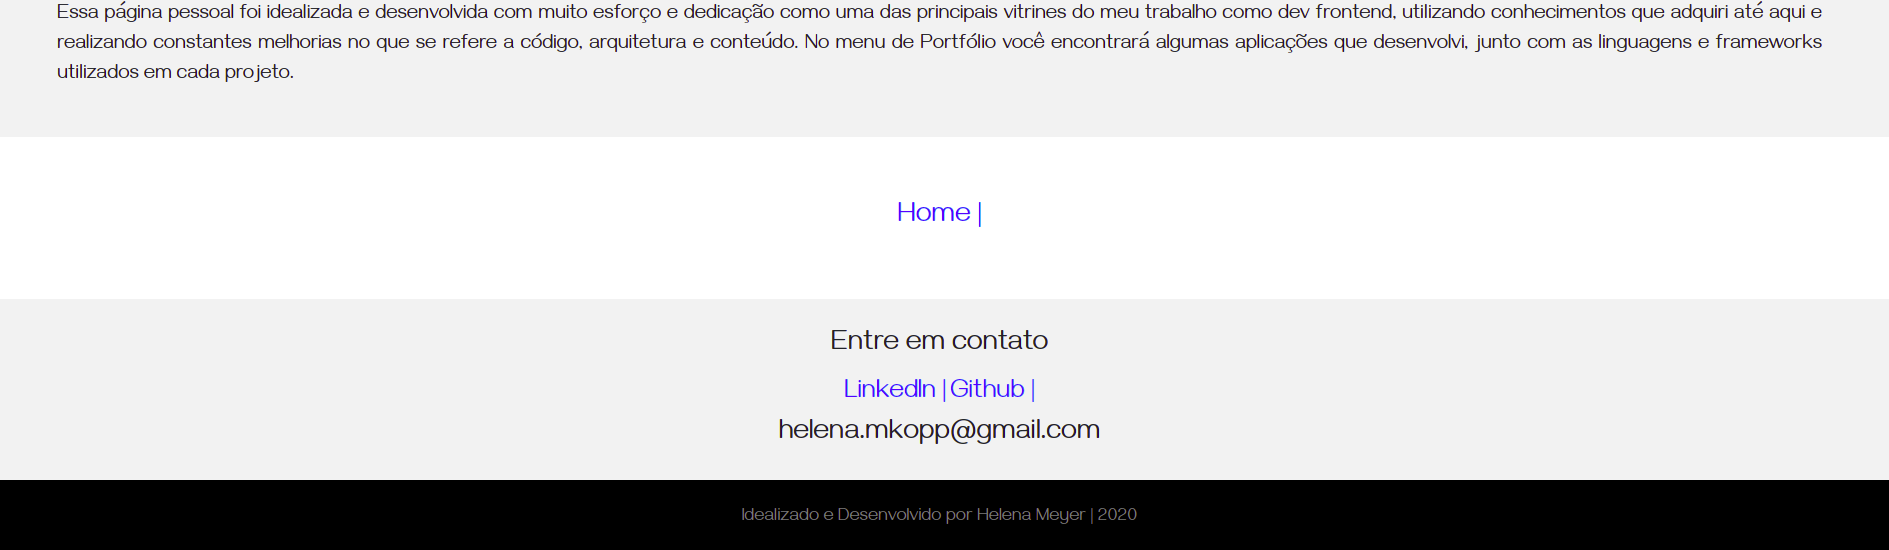 Essa página pessoal foi idealizada e desenvolvida com muito esforço e dedicação como uma das principais vitrines do meu trabalho como dev frontend, utilizando conhecimentos que adquiri até aqui e
realizando constantes melhorias no que se refere a código, arquitetura e conteúdo. No menu de Portfólio você encontrará algumas aplicações que desenvolvi, junto com as linguagens e frameworks
utilizados em cada projeto.
Home |
Entre em contato
LinkedIn | Github |
helena.mkopp@gmail.com
Idealizado e Desenvolvido por Helena Meyer | 2020